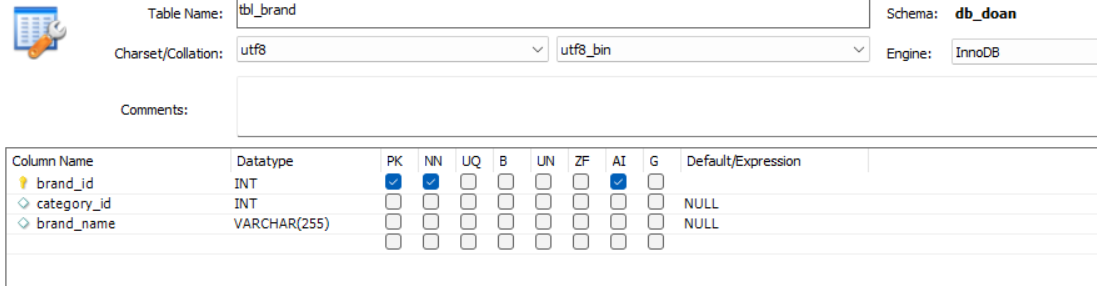 Table Name: tbl_brand Schema: db_doan
Charset/Collation: utf8 utf8_bin Engine: InnoDB
Comments:
Column Name Datatype PK NN UQ B UN ZF AI G Default/Expression
brand_id INT
category_id INT NULL
brand_name VARCHAR(255) NULL